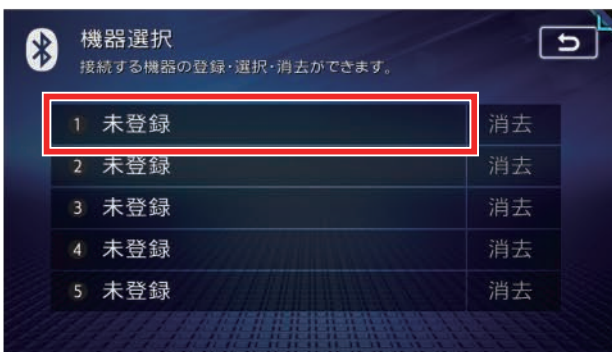 機器選択
接続する機器の登録・選択・消去ができます。
1 未登録 消去
2 未登録 消去
3 未登録 消去
4 未登録 消去
5 未登録 消去